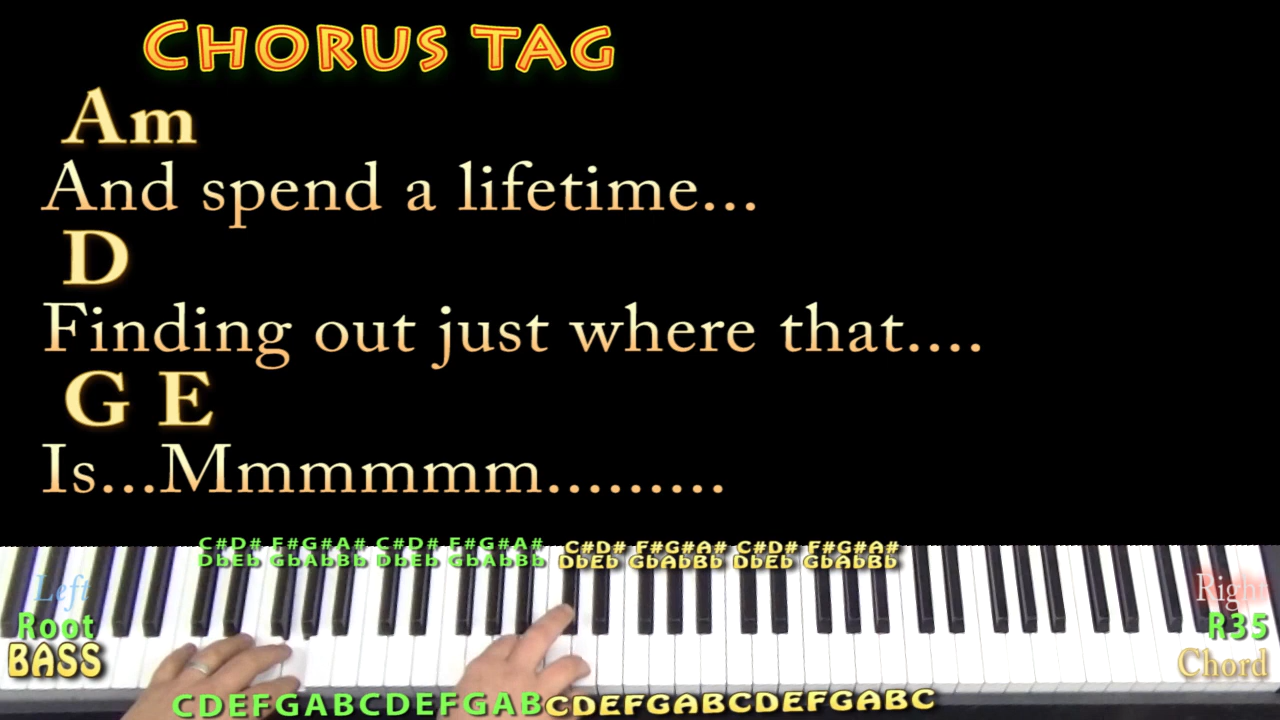 CHORUS TAG
Am
And spend a lifetime...
D
Finding out just where that....
G E
Is...Mmmmmmm.........
C#D# F#G#A# C#D# F#G#A# C#D# F#G#A# C#D# F#G#A#
DbEb GbAbBb DbEb GbAbBb DbEb GbAbBb DbEb GbAbBb
Left Right
Root R35
BASS Chord
CDEFGABCDEFGABCDEFGABCDEFGABC